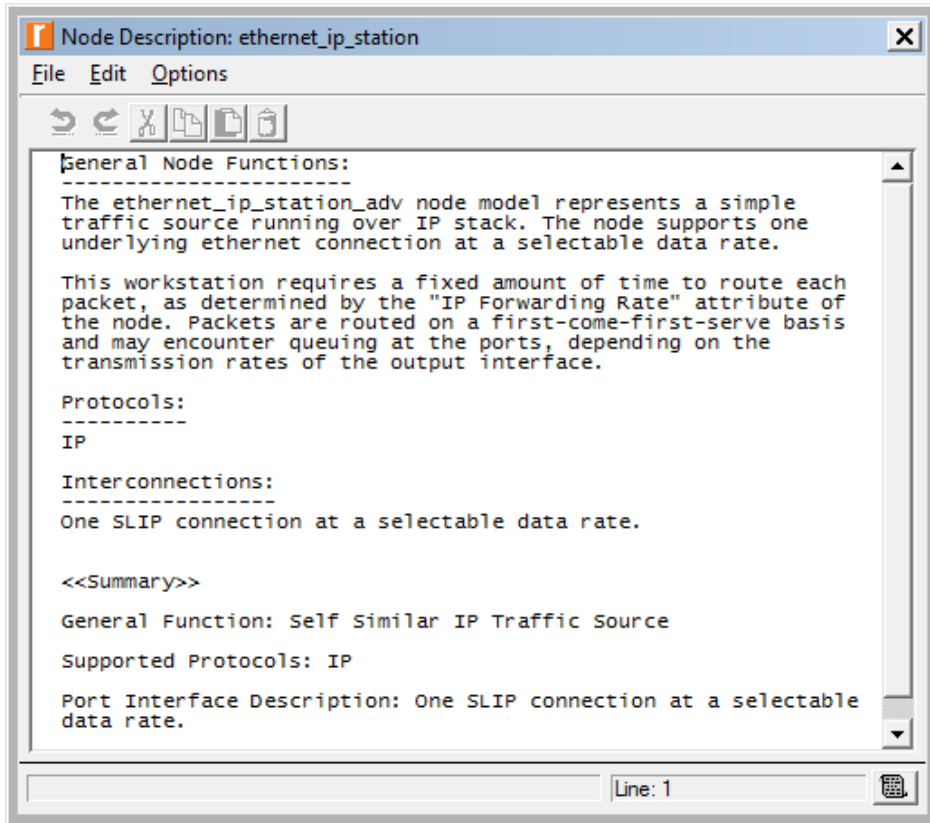 Node Description: ethernet_ip_station
File Edit Options
General Node Functions:
-----------------------
The ethernet_ip_station_adv node model represents a simple
traffic source running over IP stack. The node supports one
underlying ethernet connection at a selectable data rate.
This workstation requires a fixed amount of time to route each
packet, as determined by the "IP Forwarding Rate" attribute of
the node. Packets are routed on a first-come-first-serve basis
and may encounter queuing at the ports, depending on the
transmission rates of the output interface.
Protocols:
----------
IP
Interconnections:
-----------------
One SLIP connection at a selectable data rate.
<<Summary>>
General Function: Self Similar IP Traffic Source
Supported Protocols: IP
Port Interface Description: One SLIP connection at a selectable
data rate.
Line: 1